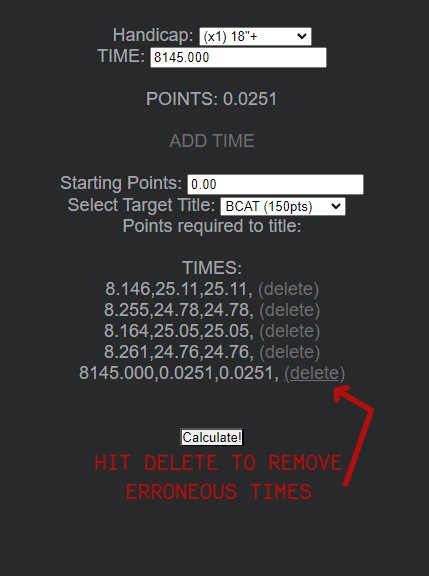 Handicap: (x1) 18"+
TIME: 8145.000
POINTS: 0.0251
ADD TIME
Starting Points: 0.00
Select Target Title: BCAT (150pts)
Points required to title:
TIMES:
8.146,25.11,25.11, (delete)
8.255,24.78,24.78, (delete)
8.164,25.05,25.05, (delete)
8.261,24.76,24.76, (delete)
8145.000,0.0251,0.0251, (delete)
Calculate!
HIT DELETE TO REMOVE
ERRONEOUS TIMES